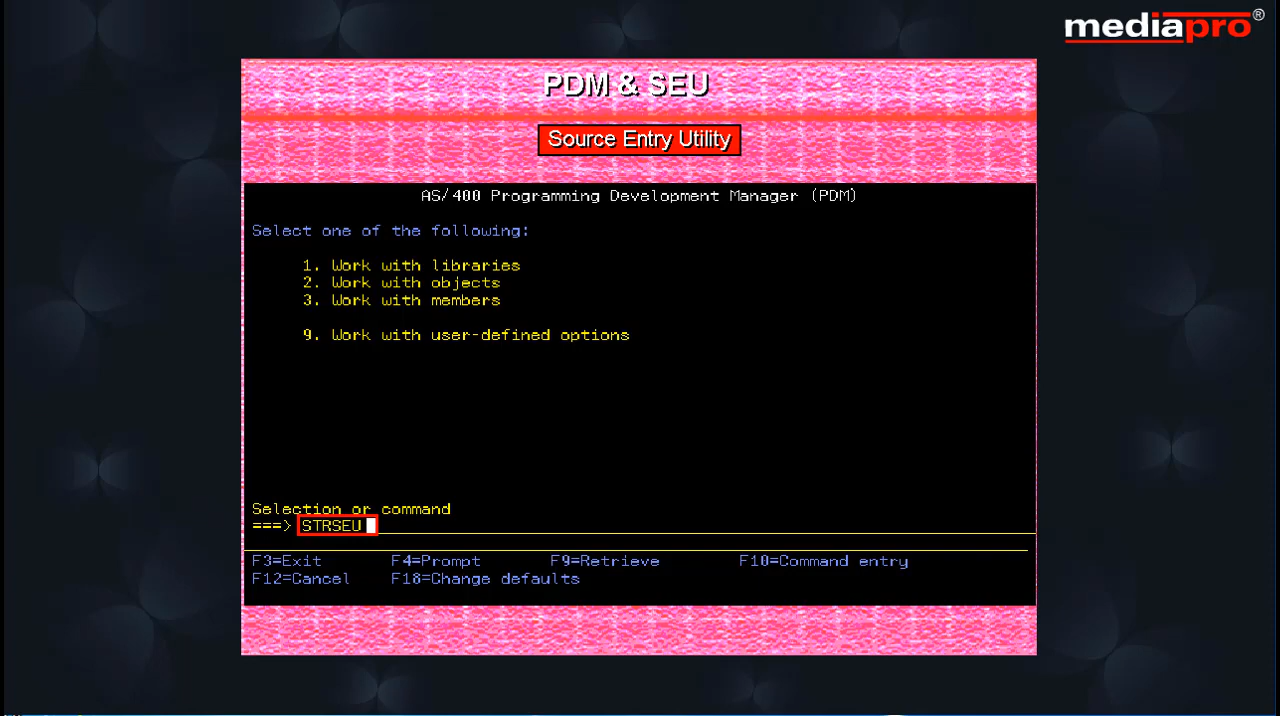 mediapro®
PDM & SEU
Source Entry Utility
AS/400 Programming Development Manager (PDM)
Select one of the following:
1. Work with libraries
2. Work with objects
3. Work with members
9. Work with user-defined options
Selection or command
===> STRSEU
F3=Exit F4=Prompt F9=Retrieve F10=Command entry
F12=Cancel F18=Change defaults